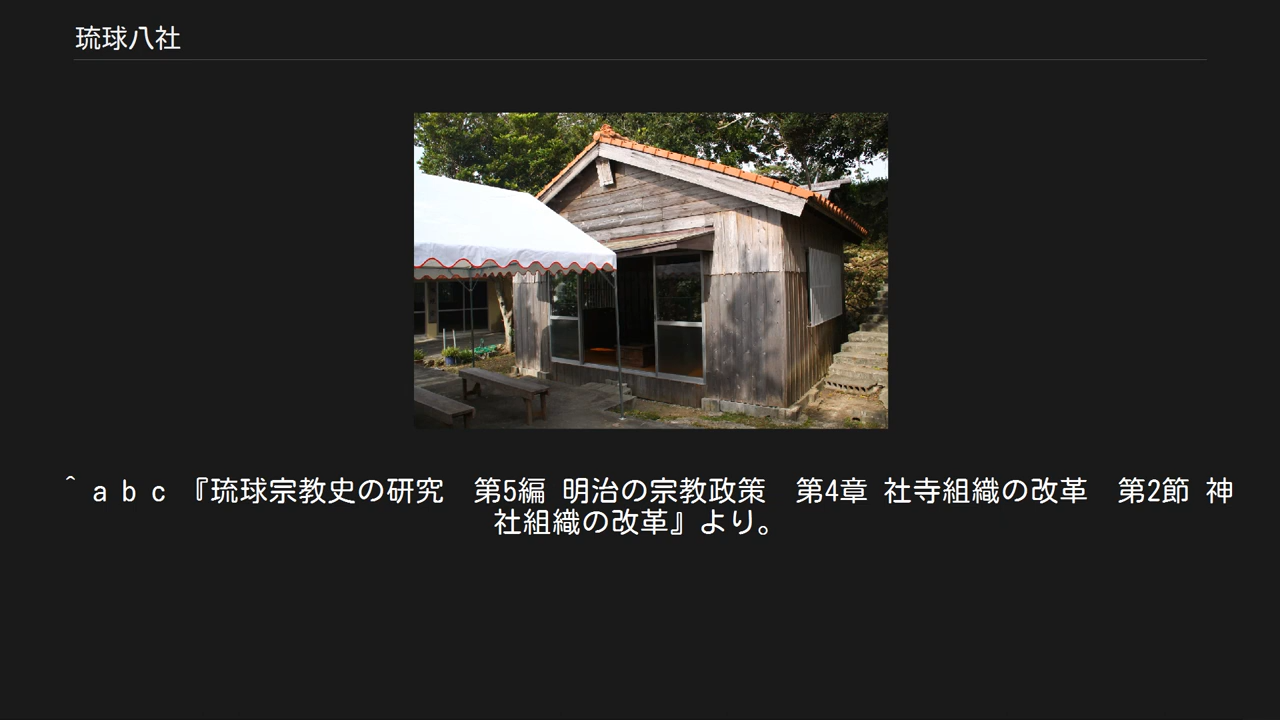 琉球八社
^ a b c 『琉球宗教史の研究　第5編 明治の宗教政策　第4章 社寺組織の改革　第2節 神
社組織の改革』より。